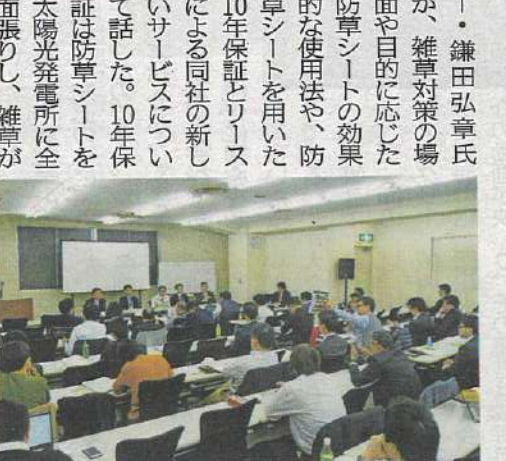 ー・鎌田弘章氏
が、雑草対策の場
面や目的に応じた
防草シートの効果
的な使用法や、防
草シートを用いた
10年保証とリース
による同社の新し
いサービスについ
て話した。10年保
証は防草シートを
太陽光発電所に全
面張りし、雑草が